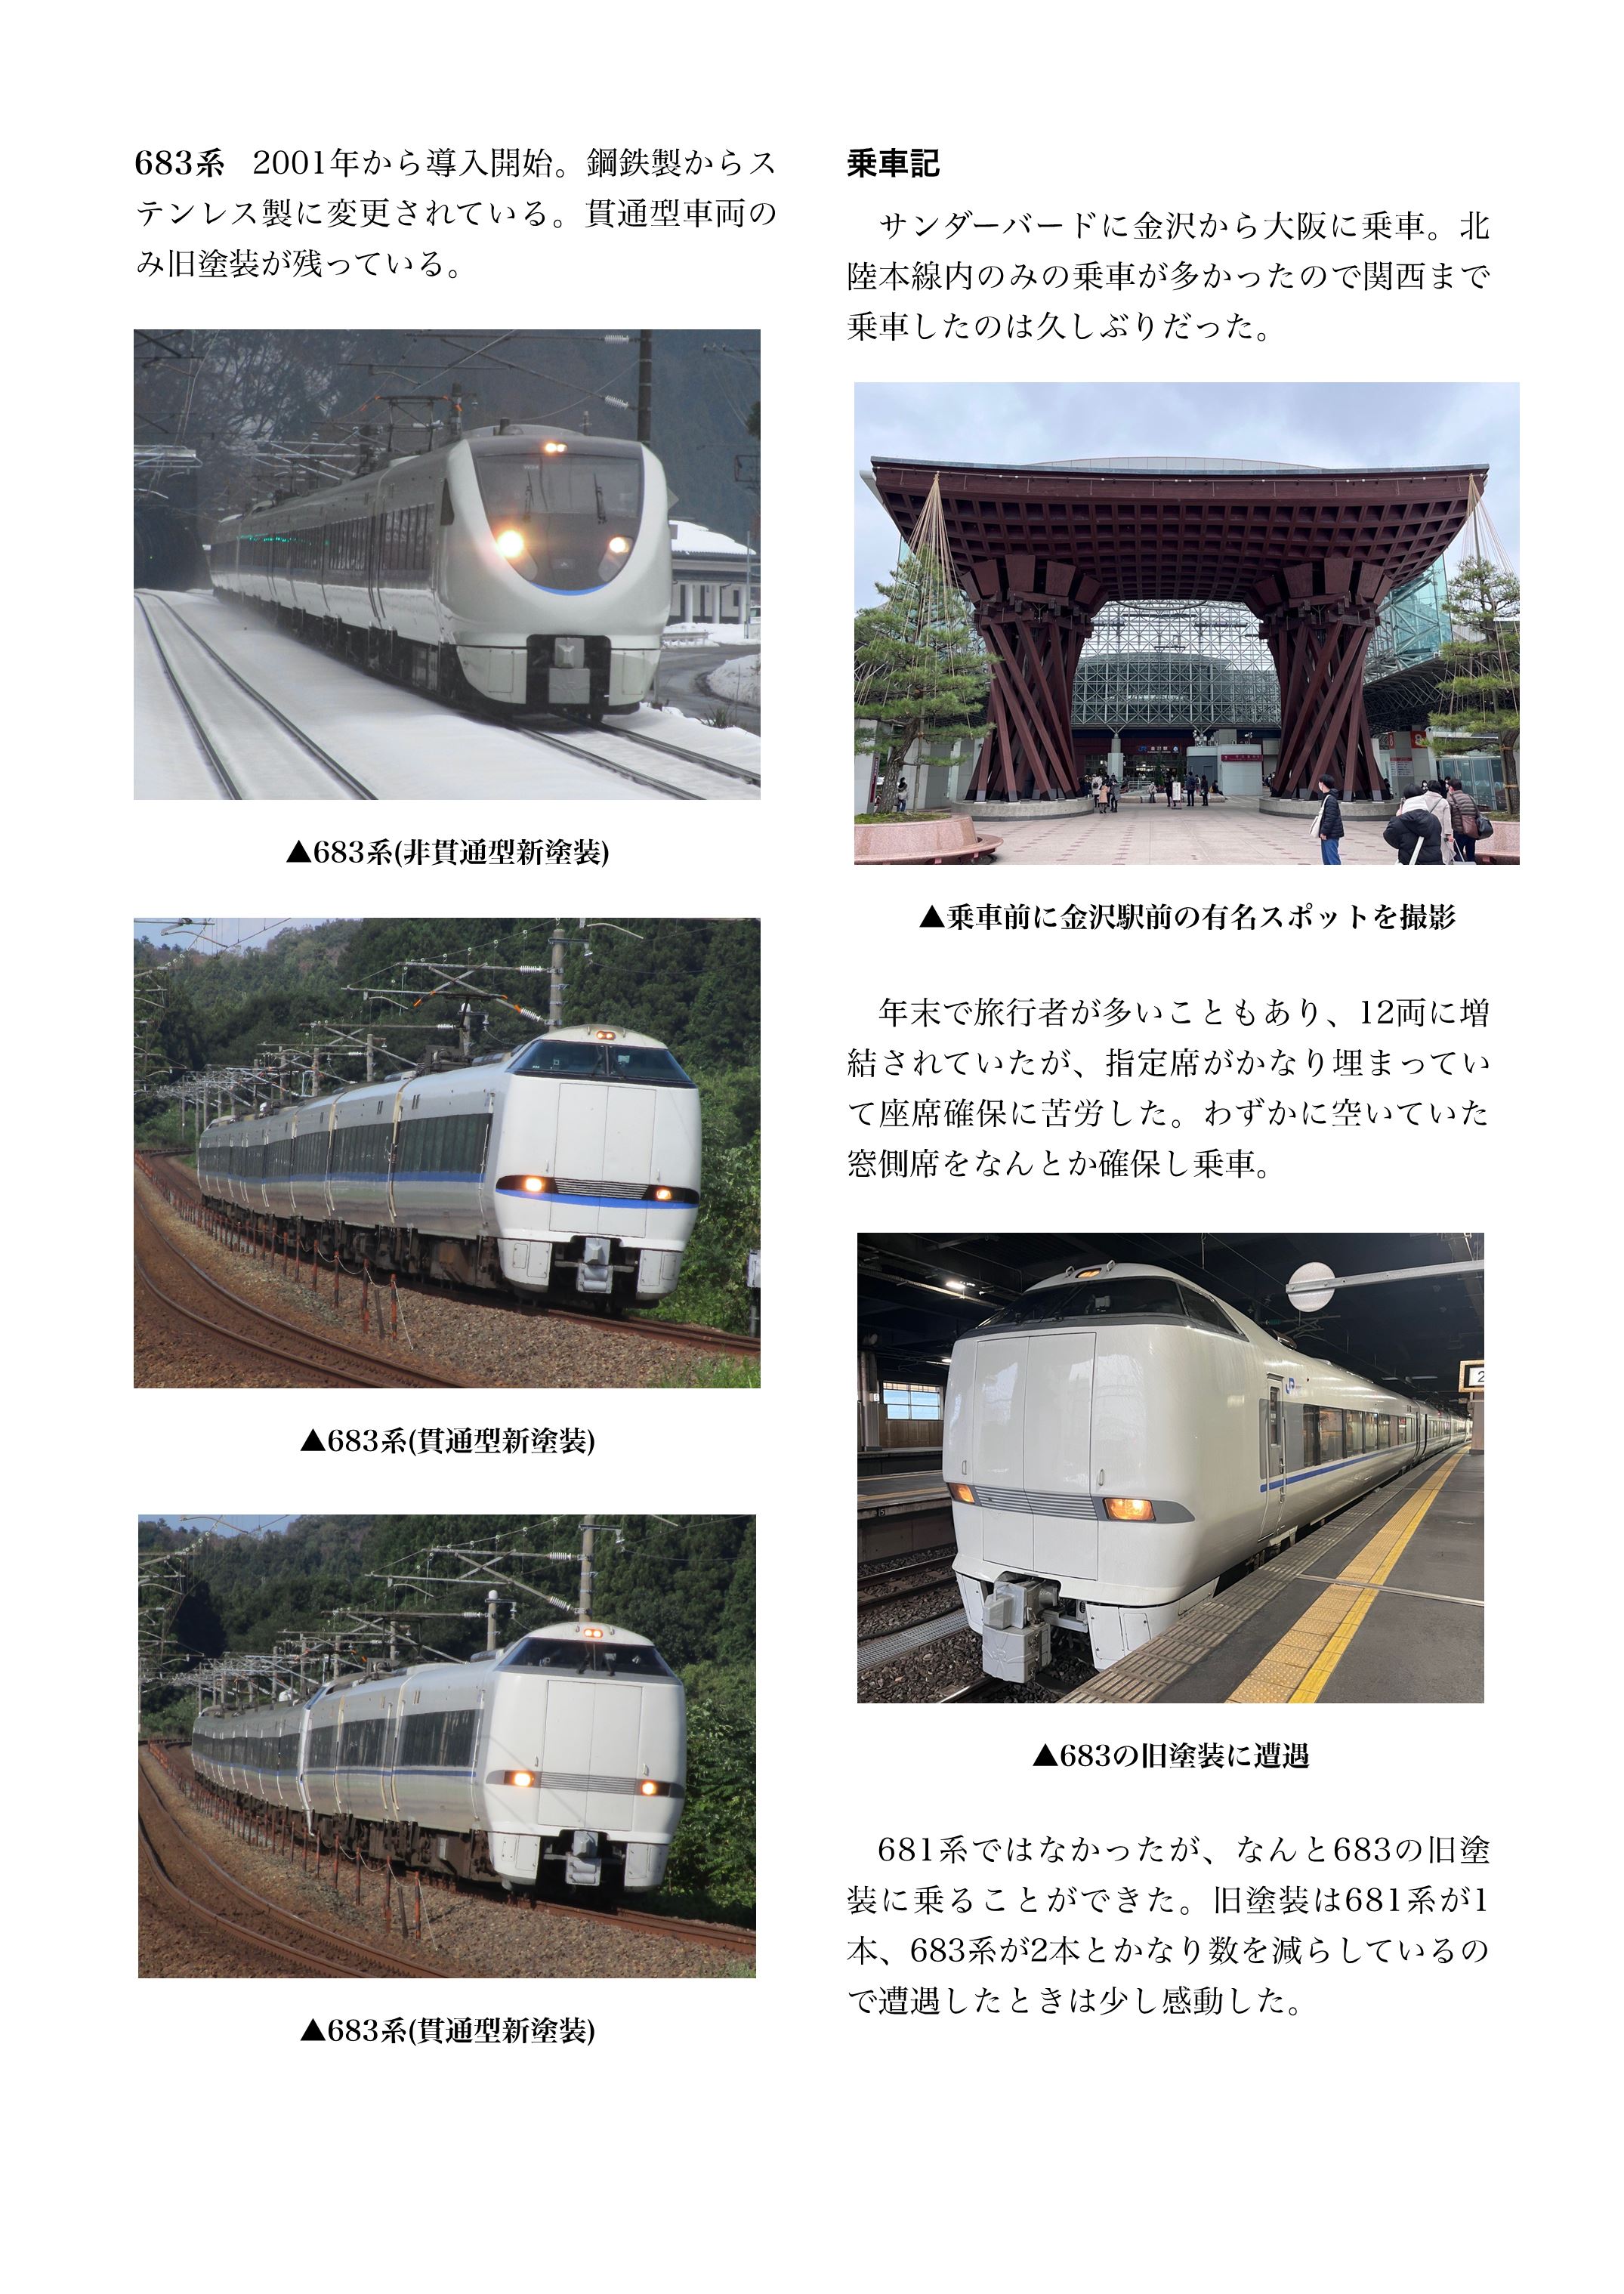 683系 2001年から導入開始。鋼鉄製からス
テンレス製に変更されている。貫通型車両の
み旧塗装が残っている。
▲683系(非貫通型新塗装)
▲683系(貫通型新塗装)
▲683系(貫通型新塗装)
乗車記
サンダーバードに金沢から大阪に乗車。北
陸本線内のみの乗車が多かったので関西まで
乗車したのは久しぶりだった。
▲乗車前に金沢駅前の有名スポットを撮影
年末で旅行者が多いこともあり、12両に増
結されていたが、指定席がかなり埋まってい
て座席確保に苦労した。わずかに空いていた
窓側席をなんとか確保し乗車。
2
▲683の旧塗装に遭遇
681系ではなかったが、なんと683の旧塗
装に乗ることができた。旧塗装は681系が1
本、683系が2本とかなり数を減らしているの
で遭遇したときは少し感動した。